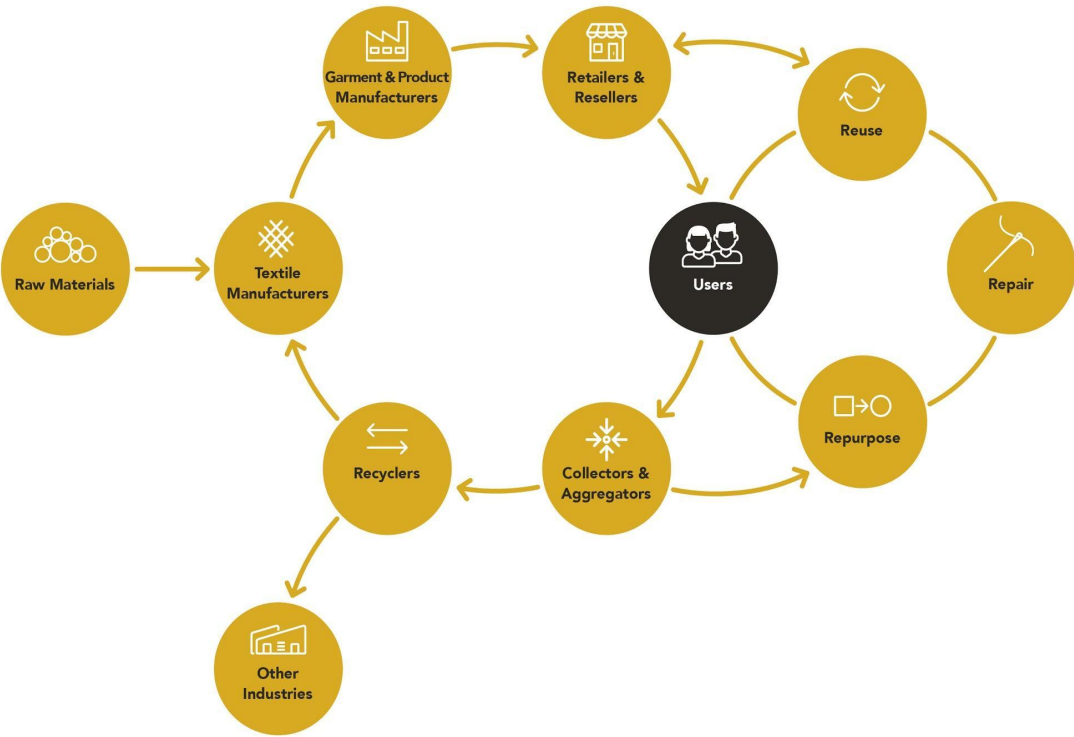 Garment & Product
Manufacturers
Retailers &
Resellers
Reuse
Raw Materials
Textile
Manufacturers
Users
Repair
Recyclers
Collectors &
Aggregators
Repurpose
Other
Industries